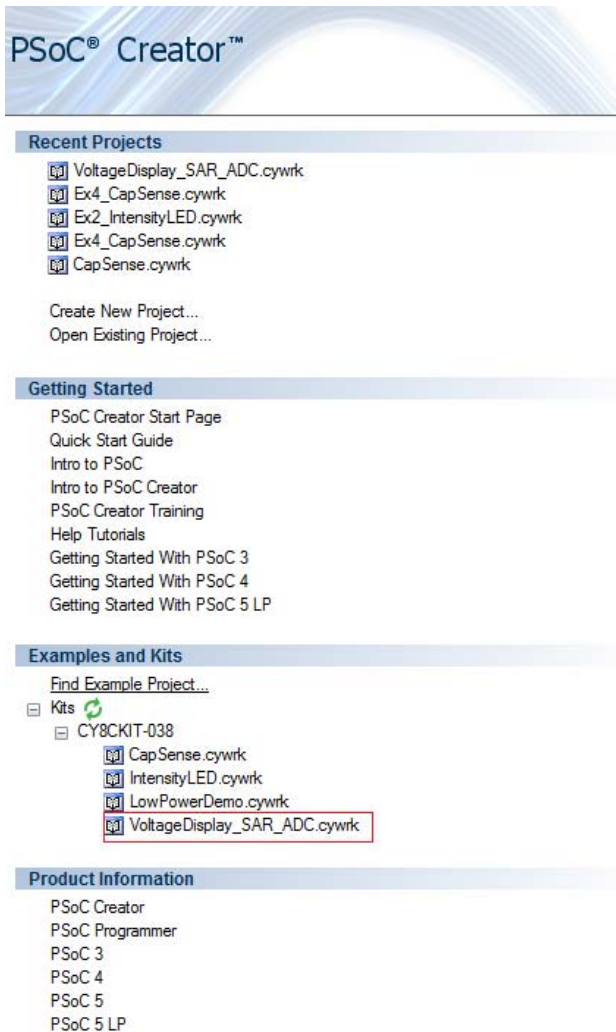 PSoC® Creator™
Recent Projects
VoltageDisplay_SAR_ADC.cywrk
Ex4_CapSense.cywrk
Ex2_IntensityLED.cywrk
Ex4_CapSense.cywrk
CapSense.cywrk
Create New Project...
Open Existing Project...
Getting Started
PSoC Creator Start Page
Quick Start Guide
Intro to PSoC
Intro to PSoC Creator
PSoC Creator Training
Help Tutorials
Getting Started With PSoC 3
Getting Started With PSoC 4
Getting Started With PSoC 5 LP
Examples and Kits
Find Example Project...
Kits
CY8CKIT-038
CapSense.cywrk
IntensityLED.cywrk
LowPowerDemo.cywrk
VoltageDisplay_SAR_ADC.cywrk
Product Information
PSoC Creator
PSoC Programmer
PSoC 3
PSoC 4
PSoC 5
PSoC 5 LP